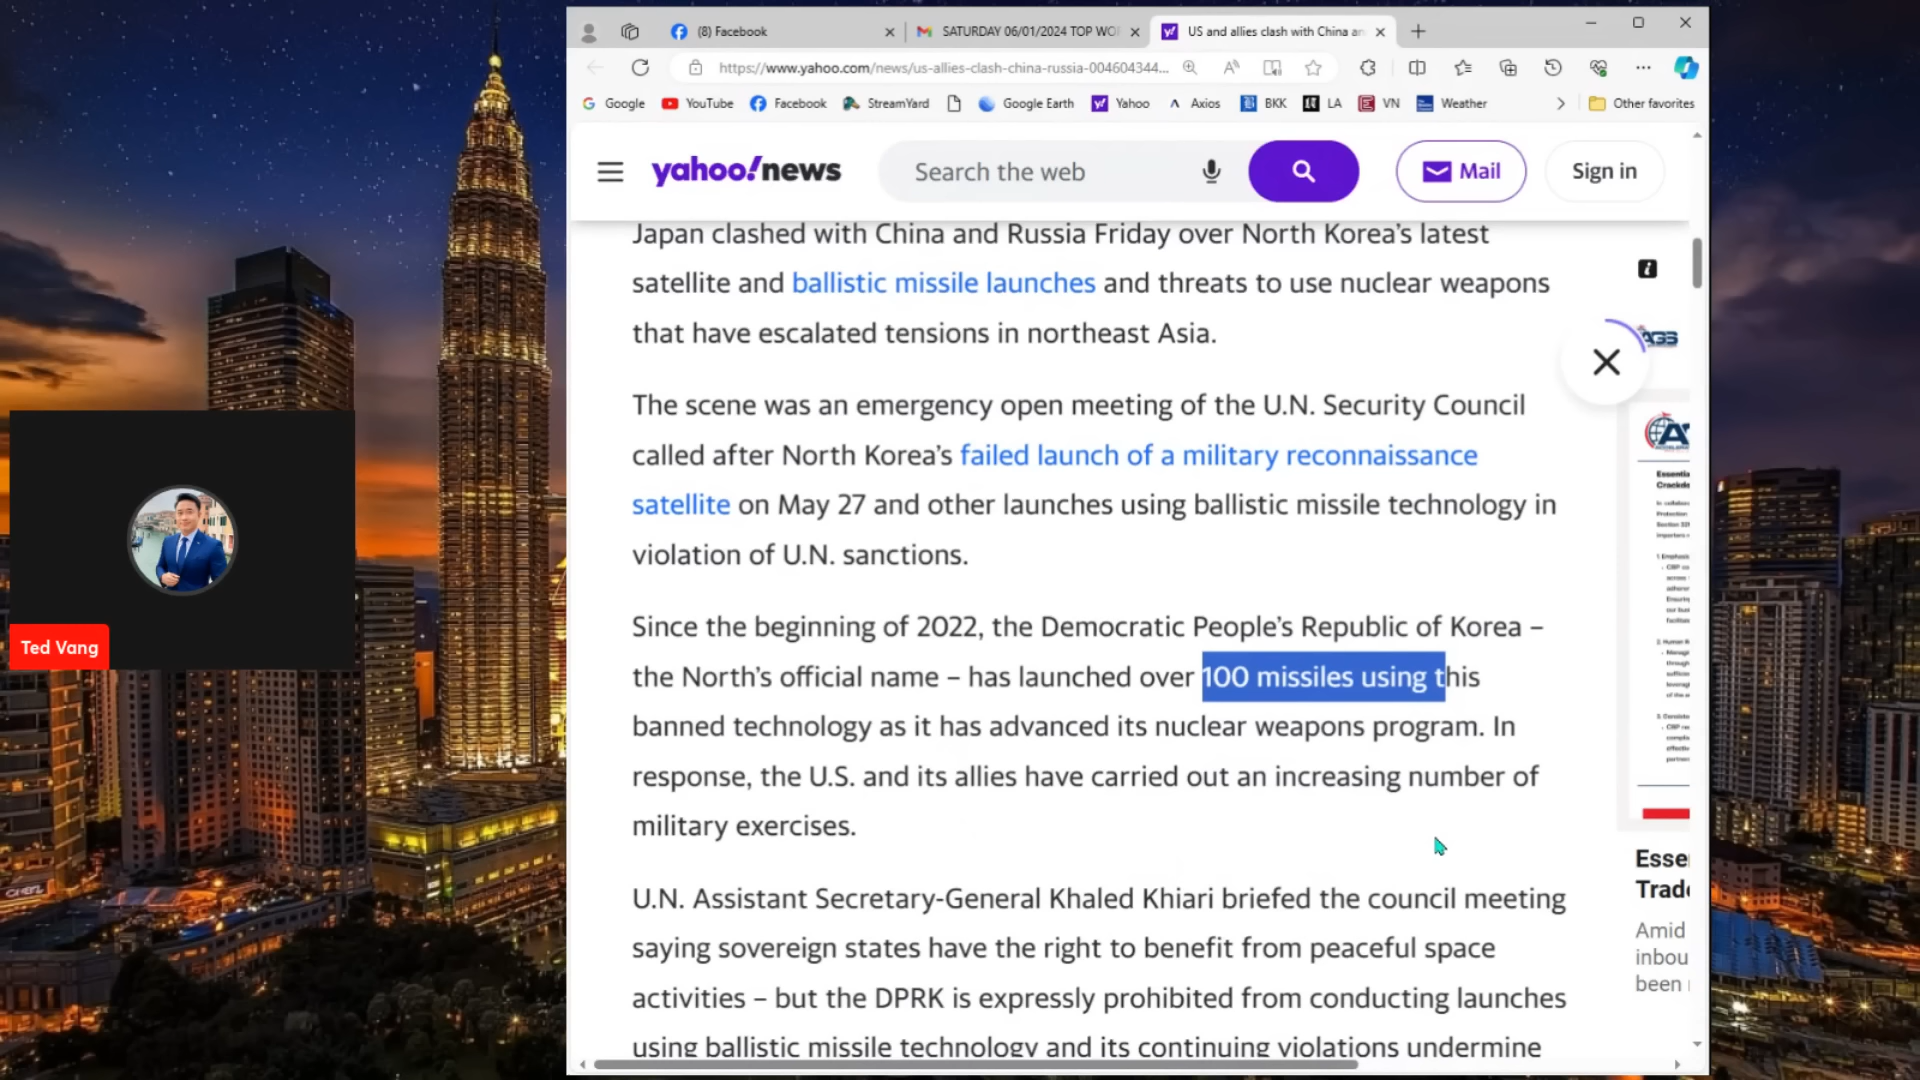 (8) Facebook
SATURDAY 06/01/2024 TOP WO
US and allies clash with China an
https://www.yahoo.com/news/us-allies-clash-china-russia-004604344...
Google
YouTube
Facebook
StreamYard
Google Earth
Yahoo
Axios
BKK
LA
VN
Weather
Other favorites
yahoo!news
Search the web
Mail
Sign in
Japan clashed with China and Russia Friday over North Korea's latest
satellite and ballistic missile launches and threats to use nuclear weapons
that have escalated tensions in northeast Asia.
The scene was an emergency open meeting of the U.N. Security Council
called after North Korea's failed launch of a military reconnaissance
satellite on May 27 and other launches using ballistic missile technology in
violation of U.N. sanctions.
Since the beginning of 2022, the Democratic People's Republic of Korea –
the North's official name – has launched over 100 missiles using this
banned technology as it has advanced its nuclear weapons program. In
response, the U.S. and its allies have carried out an increasing number of
military exercises.
U.N. Assistant Secretary-General Khaled Khiari briefed the council meeting
saying sovereign states have the right to benefit from peaceful space
activities – but the DPRK is expressly prohibited from conducting launches
using ballistic missile technology and its continuing violations undermine
AGS
Esse
Trade
Amid
inbou
been
Ted Vang